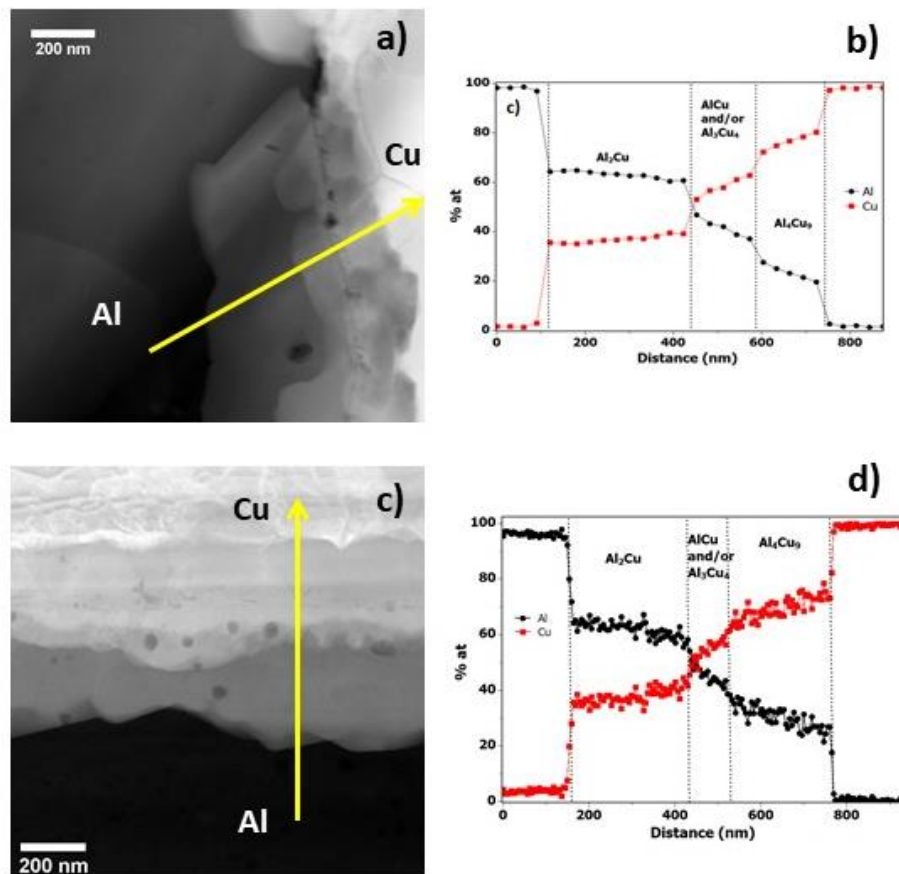 a)
200 nm
Cu
Al
b)
c)
100
80
60
40
20
0
% at
Al₂Cu
AlCu
and/or
Al₃Cu₄
Al₄Cu₉
Al
Cu
0 200 400 600 800
Distance (nm)
c)
Cu
Al
200 nm
d)
100
80
60
40
20
0
% at
Al₂Cu
AlCu
and/or
Al₃Cu₄
Al₄Cu₉
Al
Cu
0 200 400 600 800
Distance (nm)